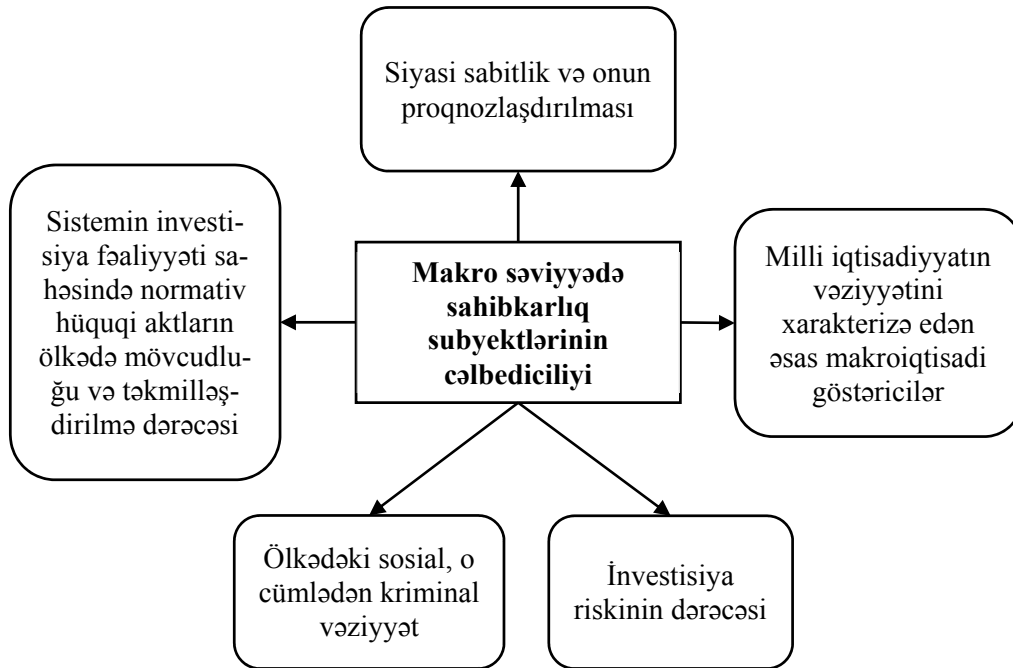 Siyasi sabitlik və onun
proqnozlaşdırılması
Sistemin investi-
siya fəaliyyəti sa-
həsində normativ
hüquqi aktların
ölkədə mövcudlu-
ğu və təkmilləş-
dirilmə dərəcəsi
Makro səviyyədə
sahibkarlıq
subyektlərinin
cəlbediciliyi
Milli iqtisadiyyatın
vəziyyətini
xarakterizə edən
əsas makroiqtisadi
göstəricilər
Ölkədəki sosial, o
cümlədən kriminal
vəziyyət
İnvestisiya
riskinin dərəcəsi